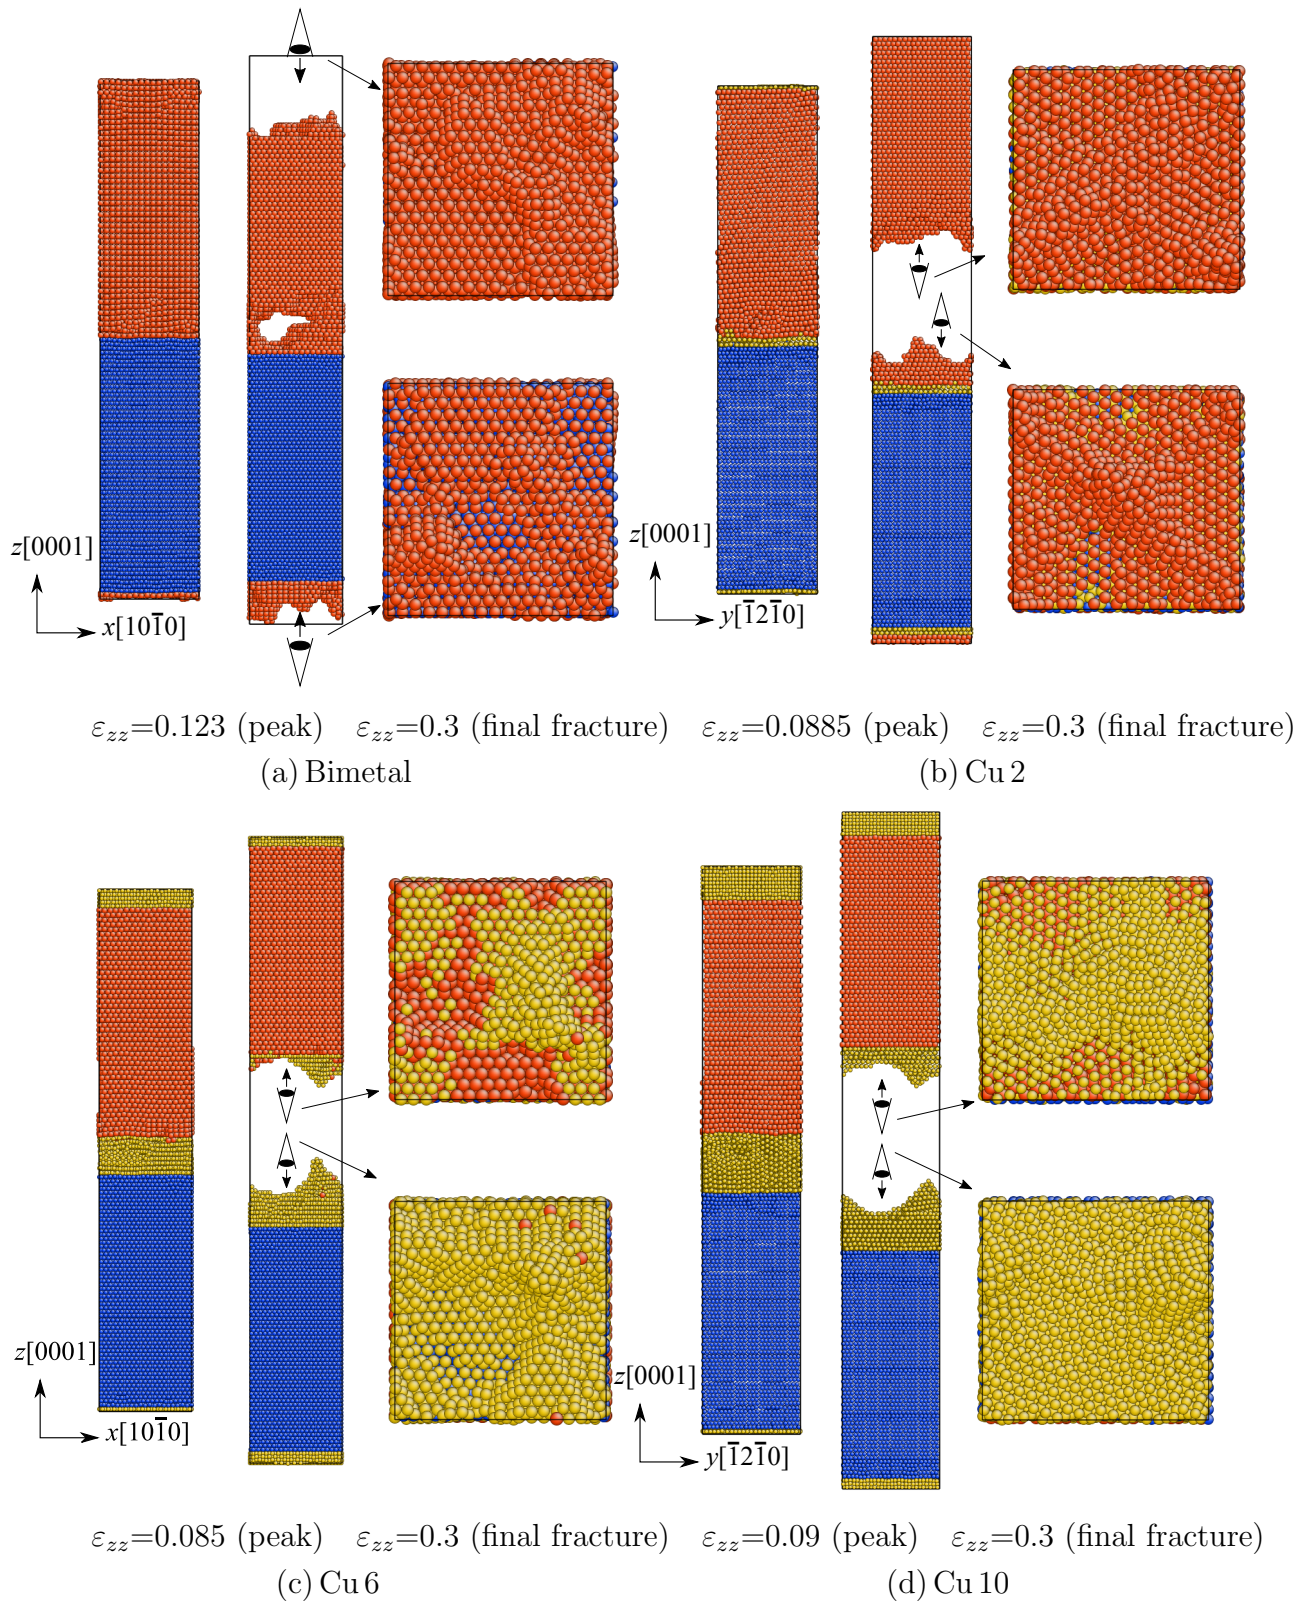 z[0001]
x[101̄0]
z[0001]
y[1̄21̄0]
εzz=0.123 (peak) εzz=0.3 (final fracture)
(a) Bimetal
εzz=0.0885 (peak) εzz=0.3 (final fracture)
(b) Cu 2
z[0001]
x[101̄0]
z[0001]
y[1̄21̄0]
εzz=0.085 (peak) εzz=0.3 (final fracture)
(c) Cu 6
εzz=0.09 (peak) εzz=0.3 (final fracture)
(d) Cu 10